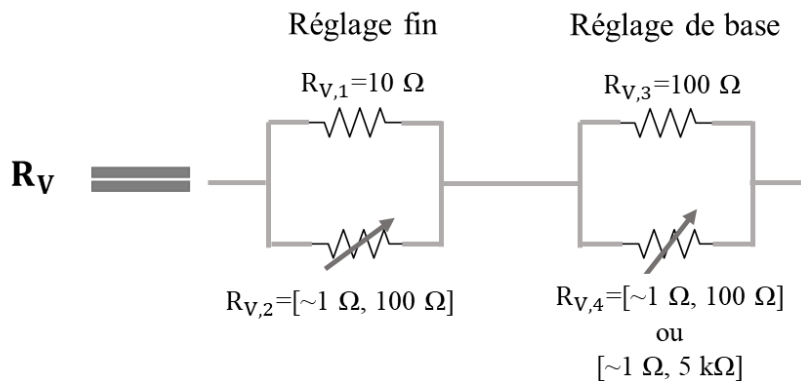 Réglage fin
Réglage de base
R_V,1=10 Ω
R_V,3=100 Ω
R_V
R_V,2=[~1 Ω, 100 Ω]
R_V,4=[~1 Ω, 100 Ω]
ou
[~1 Ω, 5 kΩ]